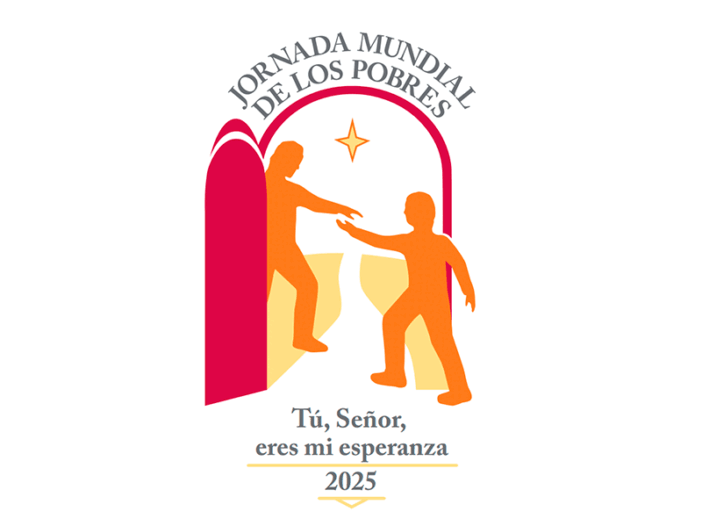 JORNADA MUNDIAL
DE LOS POBRES
Tú, Señor,
eres mi esperanza
2025